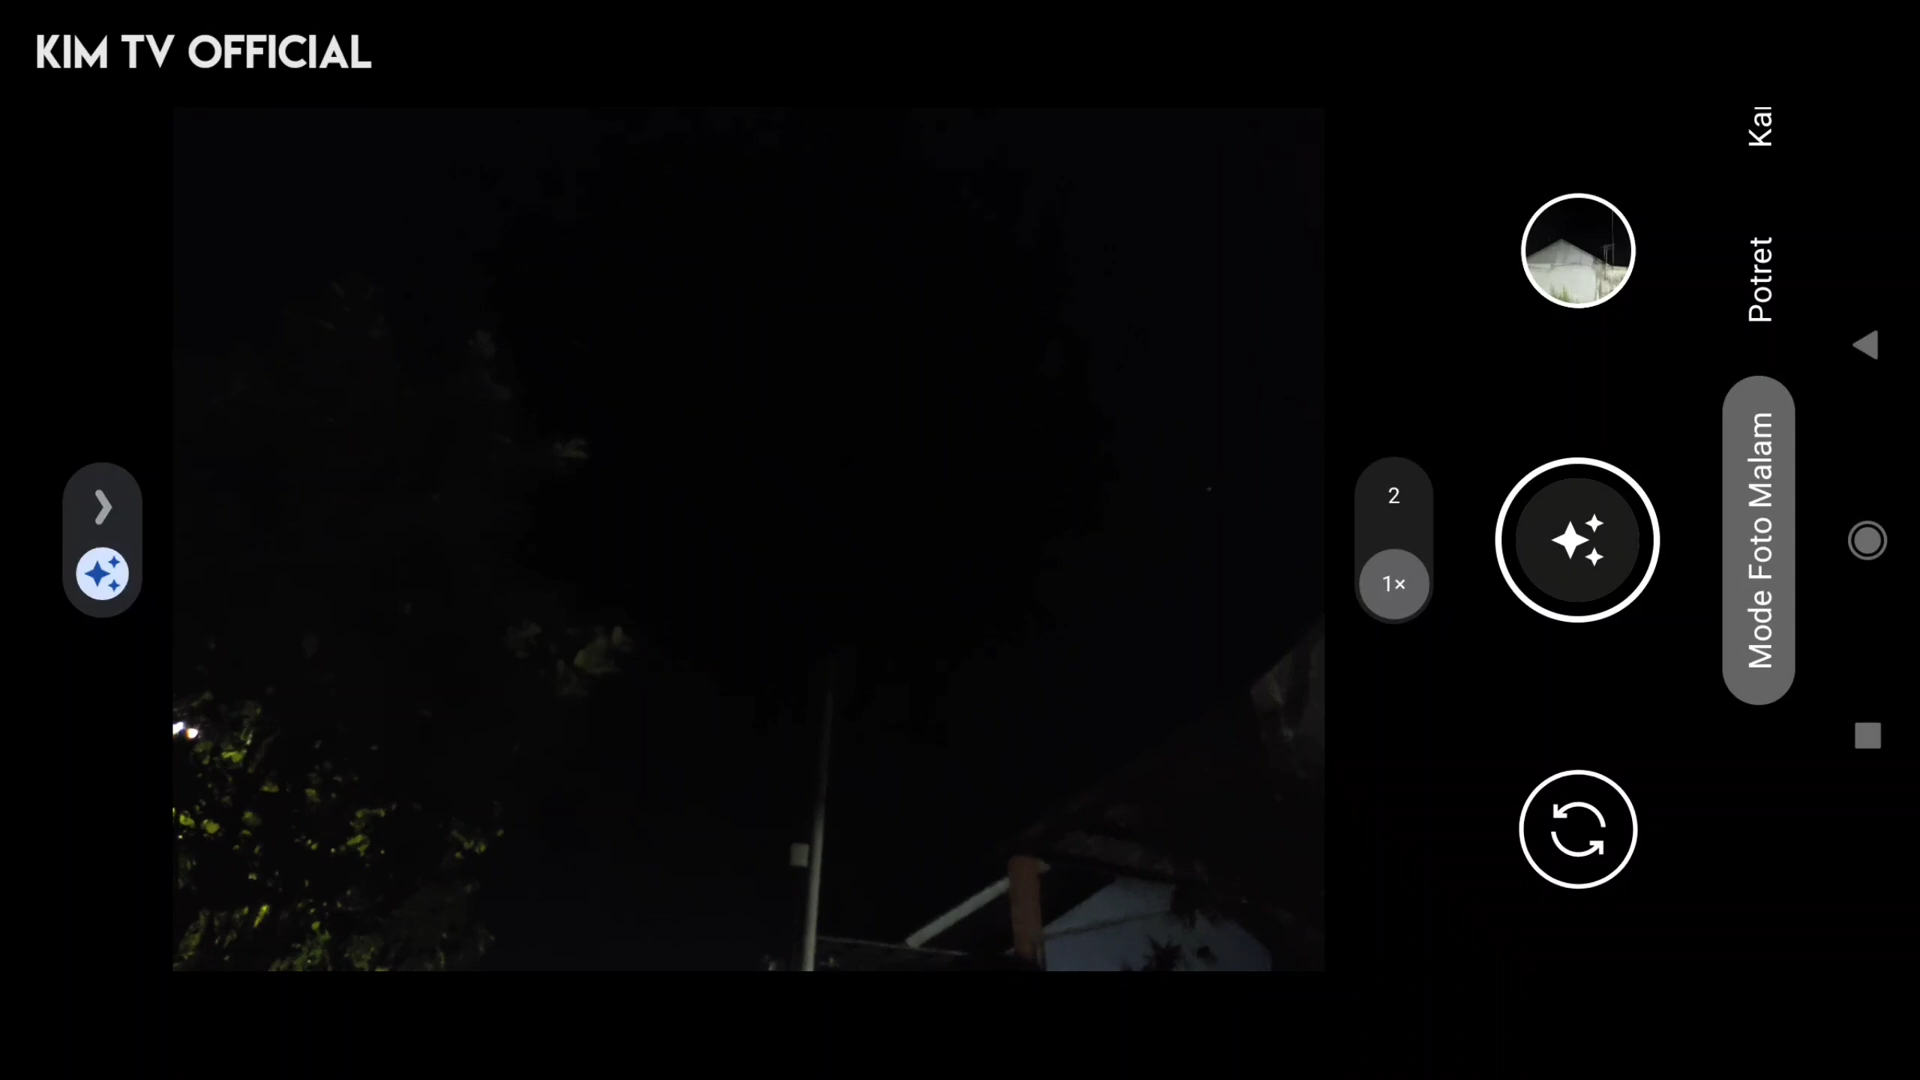 KIM TV OFFICIAL
Kal
Potret
Mode Foto Malam
2
1×